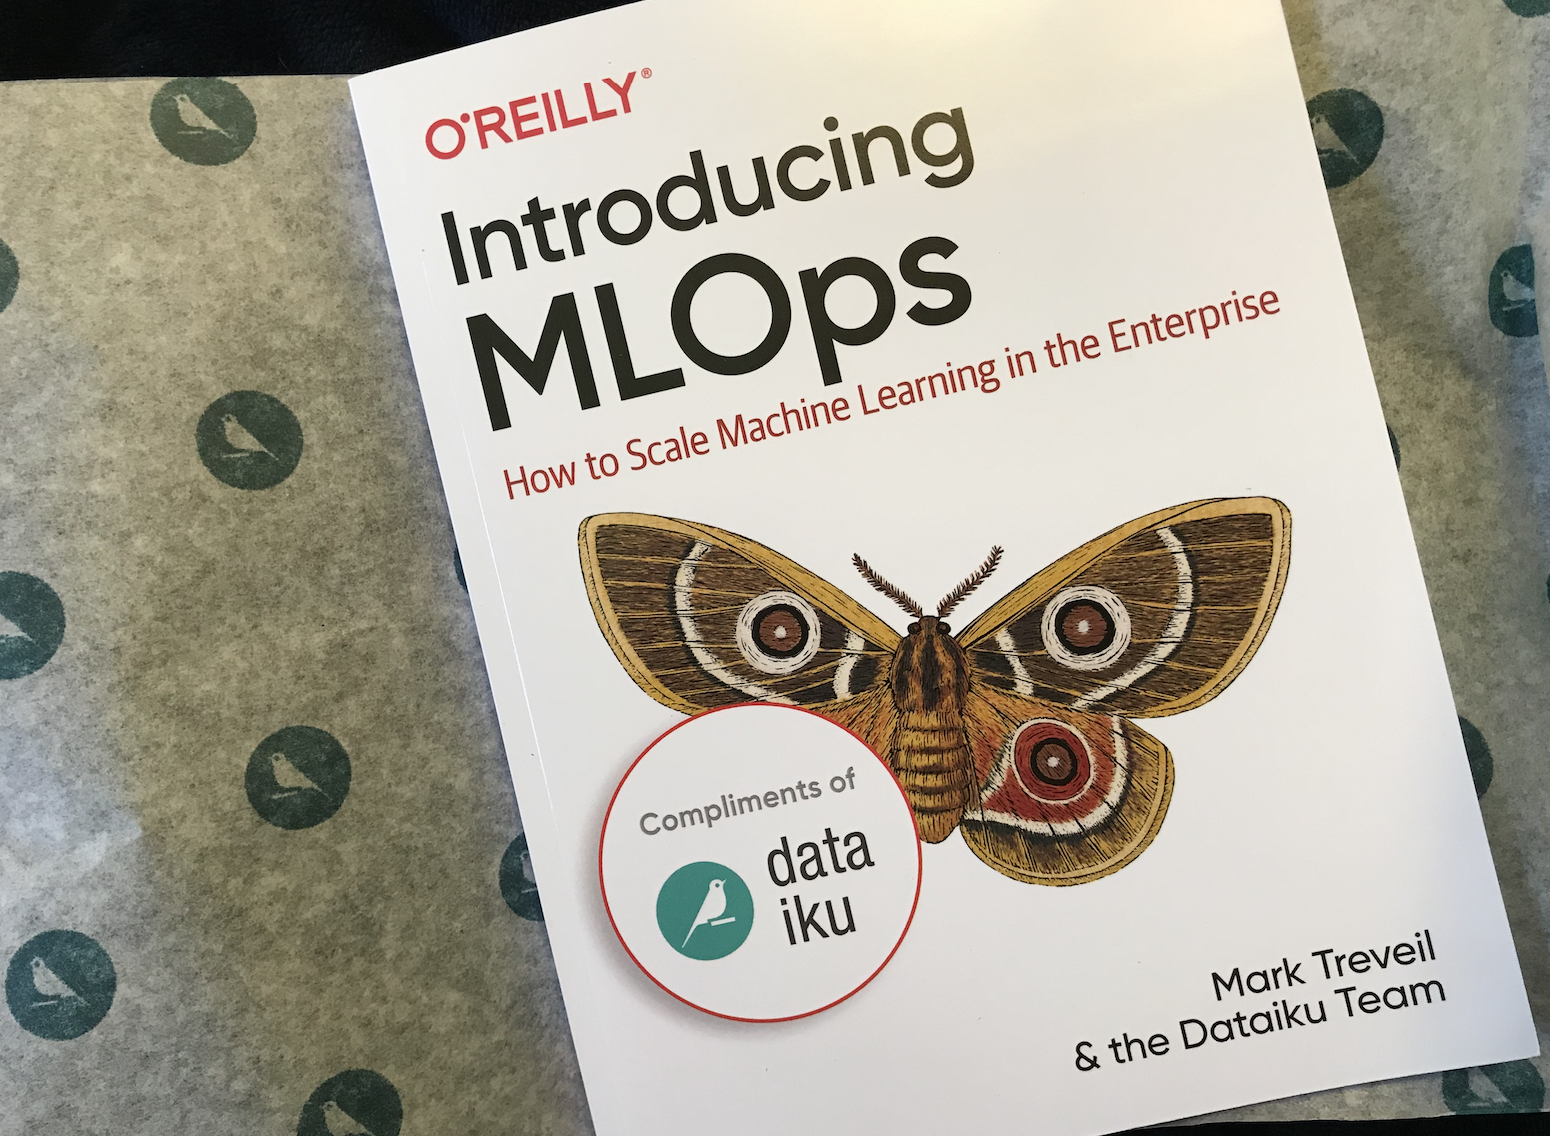 O'REILLY®
Introducing
MLOps
How to Scale Machine Learning in the Enterprise
Compliments of
data
iku
Mark Treveil
& the Dataiku Team